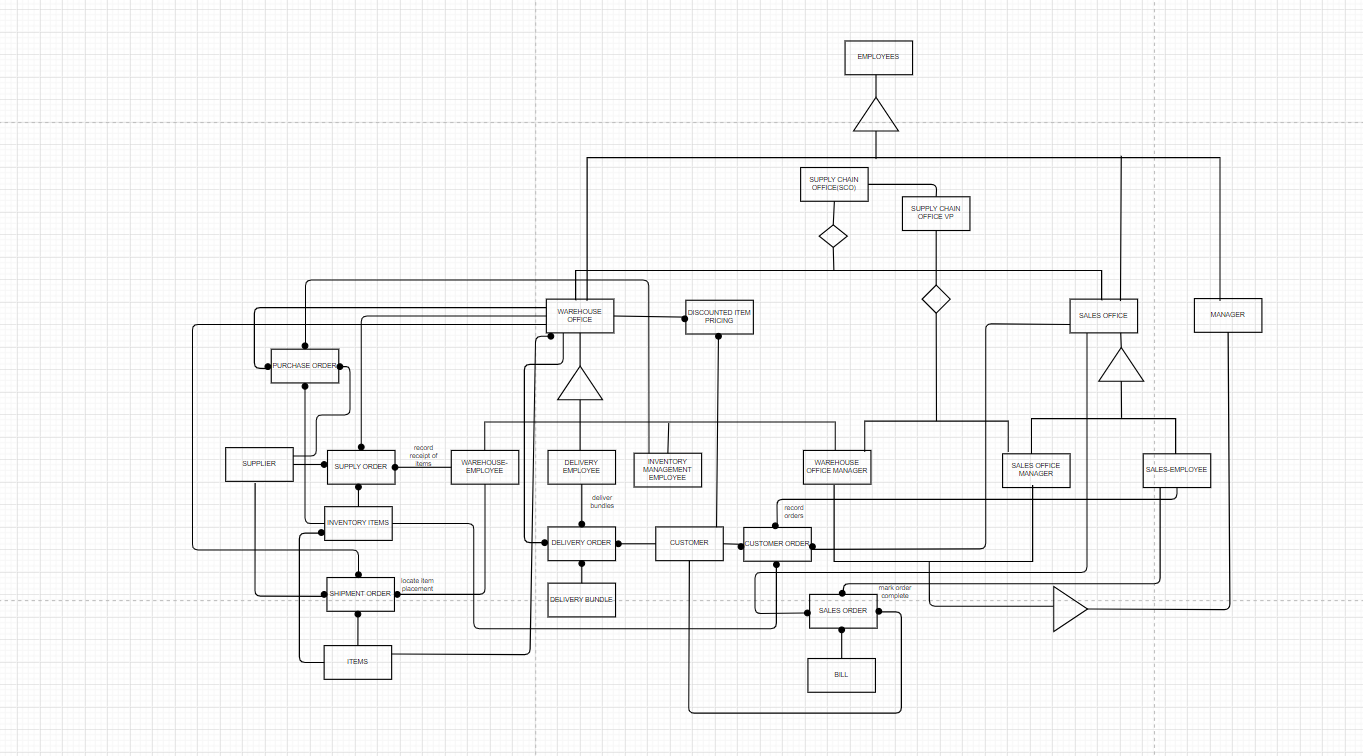 EMPLOYEES
SUPPLY CHAIN
OFFICE(SCO)
SUPPLY CHAIN
OFFICE VP
WAREHOUSE
OFFICE
DISCOUNTED ITEM
PRICING
SALES OFFICE
MANAGER
PURCHASE ORDER
SUPPLIER
SUPPLY ORDER
record
receipt of
items
WAREHOUSE-
EMPLOYEE
DELIVERY
EMPLOYEE
INVENTORY
MANAGEMENT
EMPLOYEE
WAREHOUSE
OFFICE MANAGER
SALES OFFICE
MANAGER
SALES-EMPLOYEE
deliver
bundles
record
orders
INVENTORY ITEMS
DELIVERY ORDER
CUSTOMER
CUSTOMER ORDER
SHIPMENT ORDER
locate item
placement
DELIVERY BUNDLE
mark order
complete
SALES ORDER
ITEMS
BILL